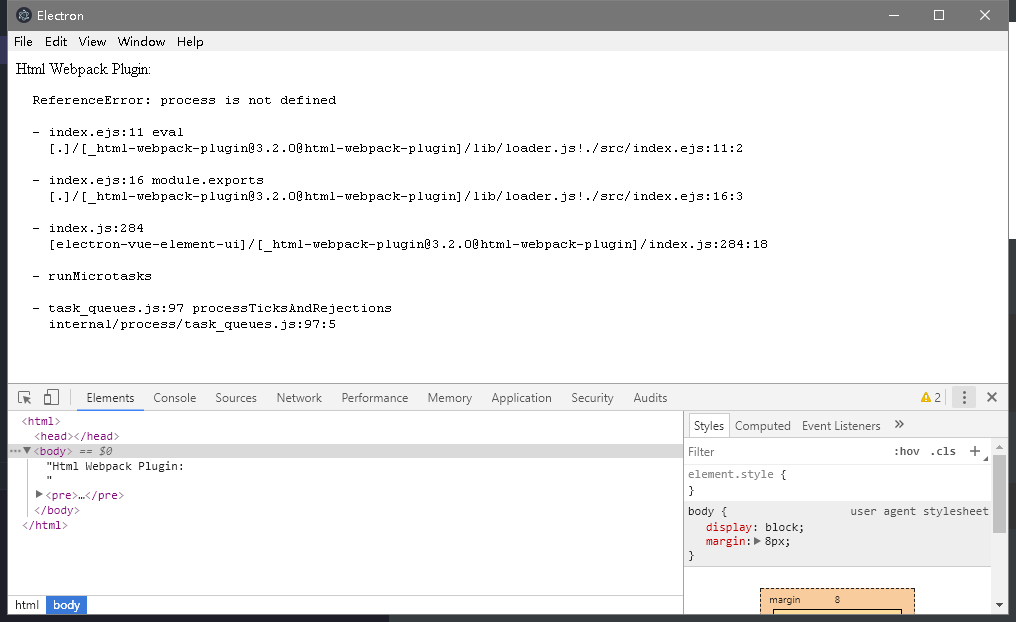 Electron
File Edit View Window Help
Html Webpack Plugin:
ReferenceError: process is not defined
- index.ejs:11 eval
[.]/[_html-webpack-plugin@3.2.0@html-webpack-plugin]/lib/loader.js!./src/index.ejs:11:2
- index.ejs:16 module.exports
[.]/[_html-webpack-plugin@3.2.0@html-webpack-plugin]/lib/loader.js!./src/index.ejs:16:3
- index.js:284
[electron-vue-element-ui]/[_html-webpack-plugin@3.2.0@html-webpack-plugin]/index.js:284:18
- runMicrotasks
- task_queues.js:97 processTicksAndRejections
internal/process/task_queues.js:97:5
Elements Console Sources Network Performance Memory Application Security Audits 2
<html>
<head></head>
<body> == $0
"Html Webpack Plugin:
"
<pre>…</pre>
</body>
</html>
html body
Styles Computed Event Listeners »
Filter :hov .cls +
element.style {
}
body { user agent stylesheet
display: block;
margin: 8px;
}
margin 8